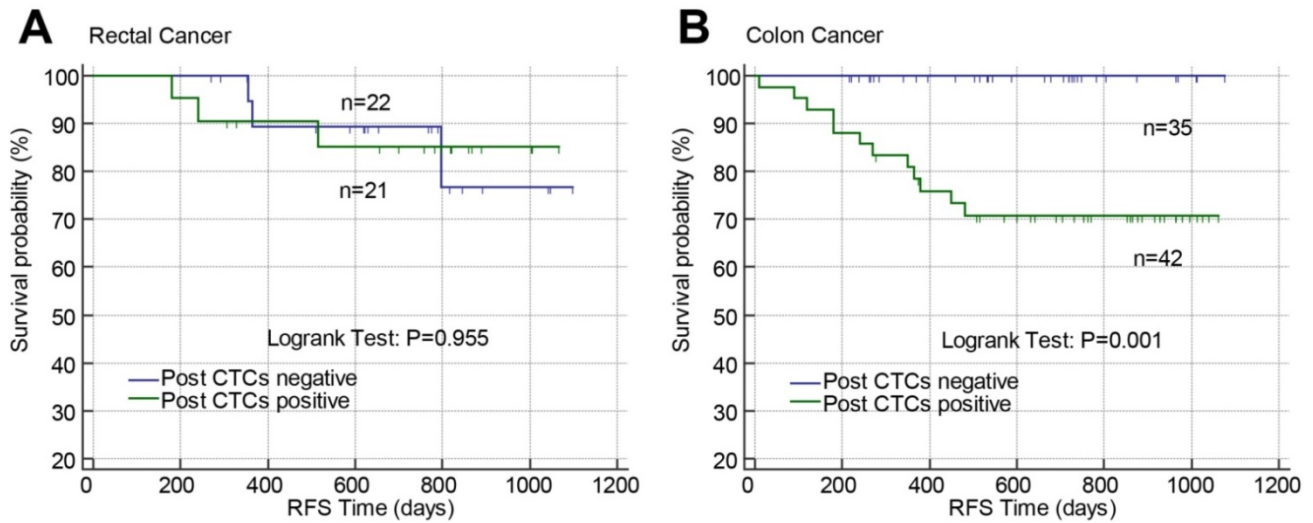 A Rectal Cancer
Survival probability (%)
100
90
80
70
60
50
40
30
20
n=22
n=21
Logrank Test: P=0.955
Post CTCs negative
Post CTCs positive
0 200 400 600 800 1000 1200
RFS Time (days)
B Colon Cancer
Survival probability (%)
100
90
80
70
60
50
40
30
20
n=35
n=42
Logrank Test: P=0.001
Post CTCs negative
Post CTCs positive
0 200 400 600 800 1000 1200
RFS Time (days)